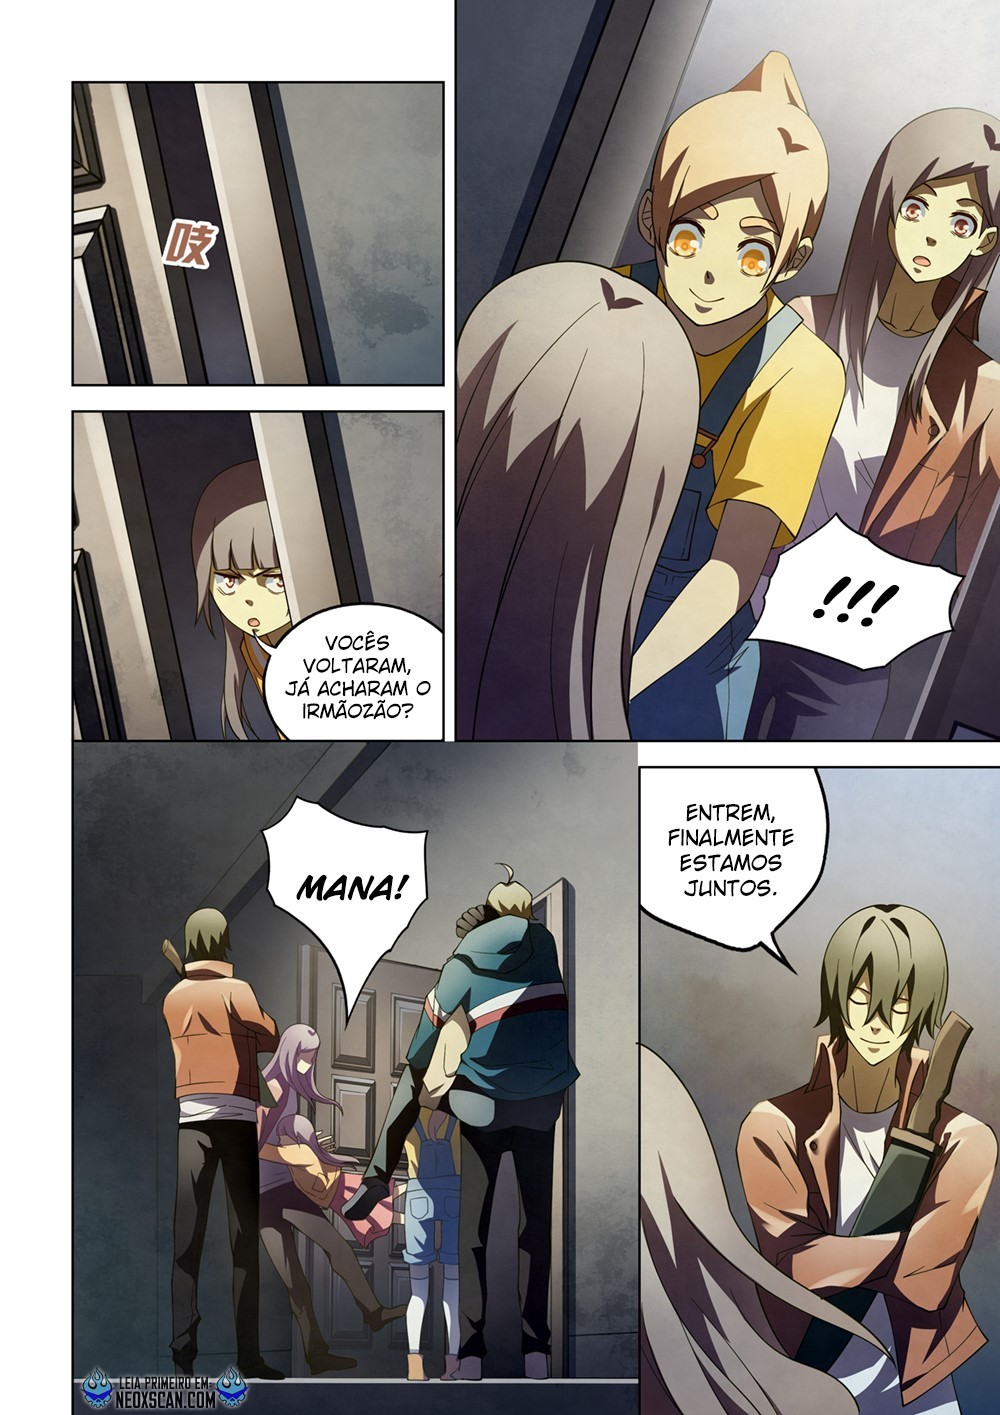 吱
VOCÊS
VOLTARAM,
JÁ ACHARAM O
IRMÃOZÃO?
!!!
MANA!
ENTREM,
FINALMENTE
ESTAMOS
JUNTOS.
LEIA PRIMEIRO EM:
NEOXSCAN.COM